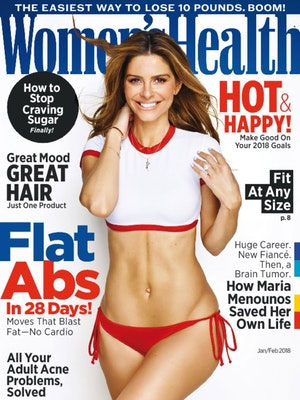 THE EASIEST WAY TO LOSE 10 POUNDS. BOOM!
Women'sHealth
How to
Stop
Craving
Sugar
Finally!
HOT&
HAPPY!
Make Good On
Your 2018 Goals
Great Mood
GREAT
HAIR
Just One Product
Fit
At Any
Size
p.8
Flat
Abs
In 28 Days!
Moves That Blast
Fat—No Cardio
Huge Career.
New Fiancé.
Then, a
Brain Tumor.
How Maria
Menounos
Saved Her
Own Life
Jan/Feb 2018
All Your
Adult Acne
Problems,
Solved